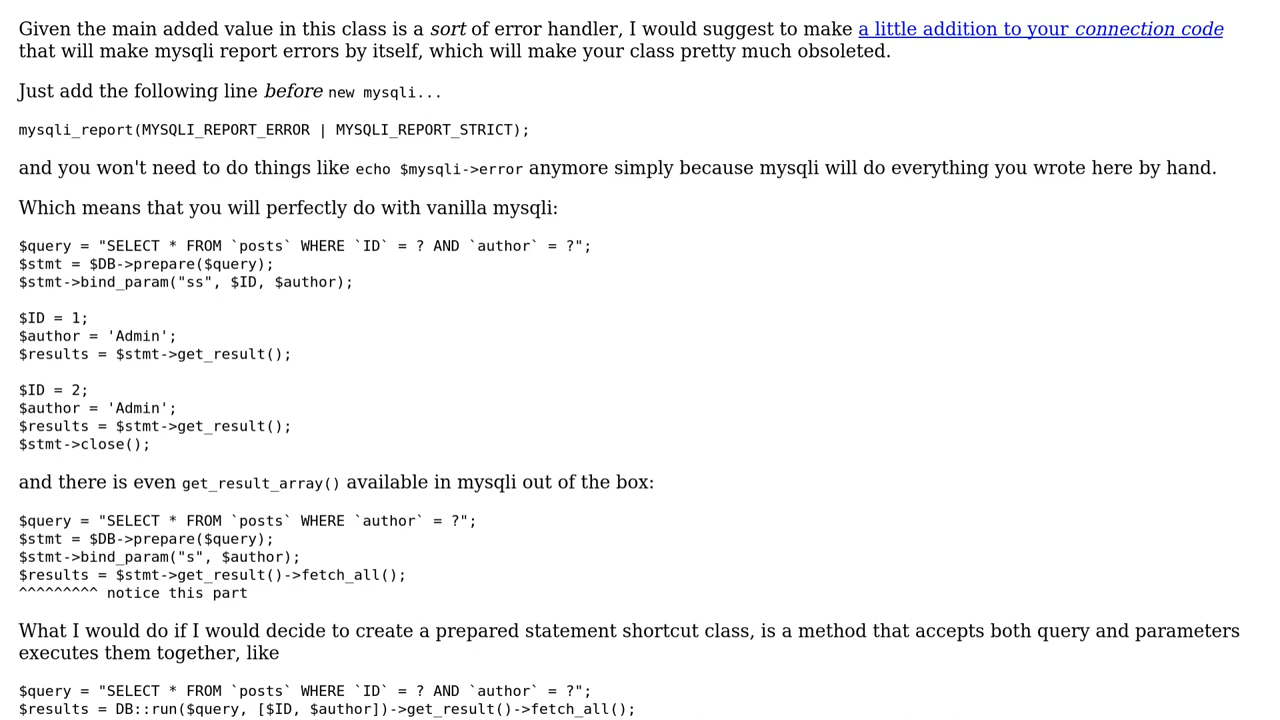 Given the main added value in this class is a sort of error handler, I would suggest to make a little addition to your connection code
that will make mysqli report errors by itself, which will make your class pretty much obsoleted.
Just add the following line before new mysqli...
mysqli_report(MYSQLI_REPORT_ERROR | MYSQLI_REPORT_STRICT);
and you won't need to do things like echo $mysqli->error anymore simply because mysqli will do everything you wrote here by hand.
Which means that you will perfectly do with vanilla mysqli:
$query = "SELECT * FROM `posts` WHERE `ID` = ? AND `author` = ?";
$stmt = $DB->prepare($query);
$stmt->bind_param("ss", $ID, $author);
$ID = 1;
$author = 'Admin';
$results = $stmt->get_result();
$ID = 2;
$author = 'Admin';
$results = $stmt->get_result();
$stmt->close();
and there is even get_result_array() available in mysqli out of the box:
$query = "SELECT * FROM `posts` WHERE `author` = ?";
$stmt = $DB->prepare($query);
$stmt->bind_param("s", $author);
$results = $stmt->get_result()->fetch_all();
^^^^^^^^^ notice this part
What I would do if I would decide to create a prepared statement shortcut class, is a method that accepts both query and parameters
executes them together, like
$query = "SELECT * FROM `posts` WHERE `ID` = ? AND `author` = ?";
$results = DB::run($query, [$ID, $author])->get_result()->fetch_all();